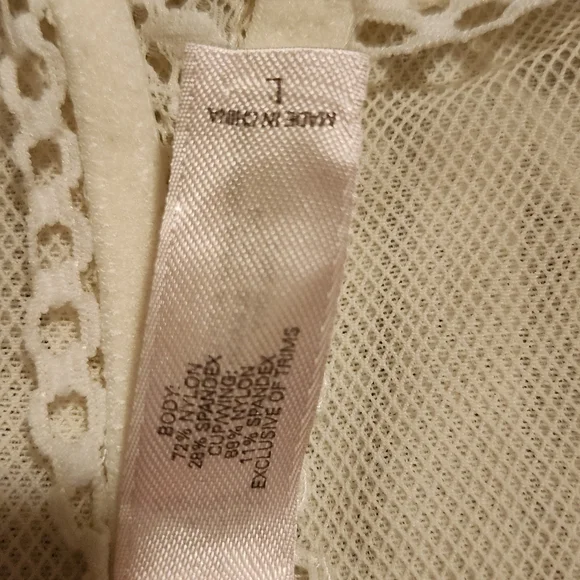 L
MADE IN CHINA
BODY:
72% NYLON
28% SPANDEX
CUP/WING:
89% NYLON
11% SPANDEX
EXCLUSIVE OF TRIMS